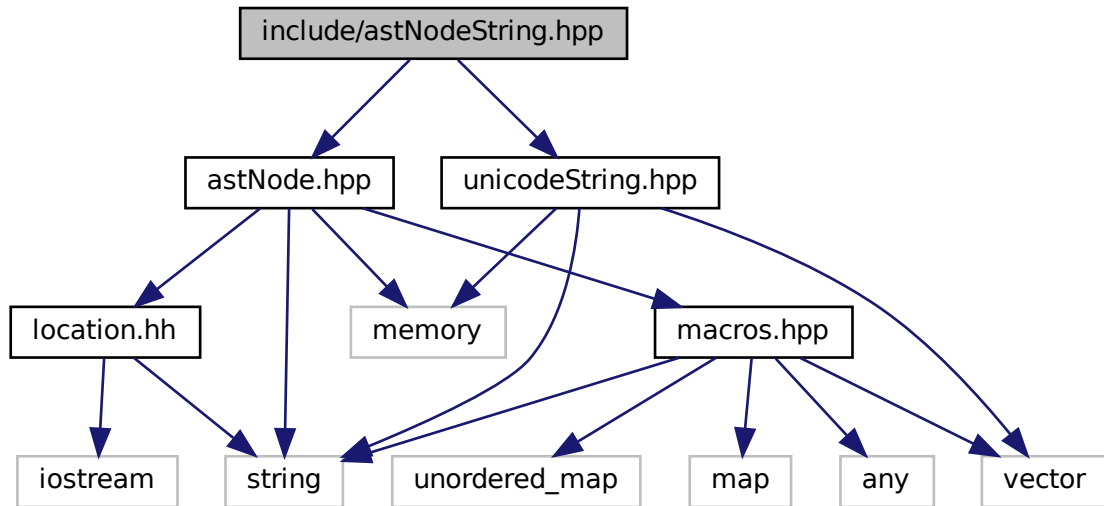 include/astNodeString.hpp
astNode.hpp
unicodeString.hpp
location.hh
memory
macros.hpp
iostream
string
unordered_map
map
any
vector